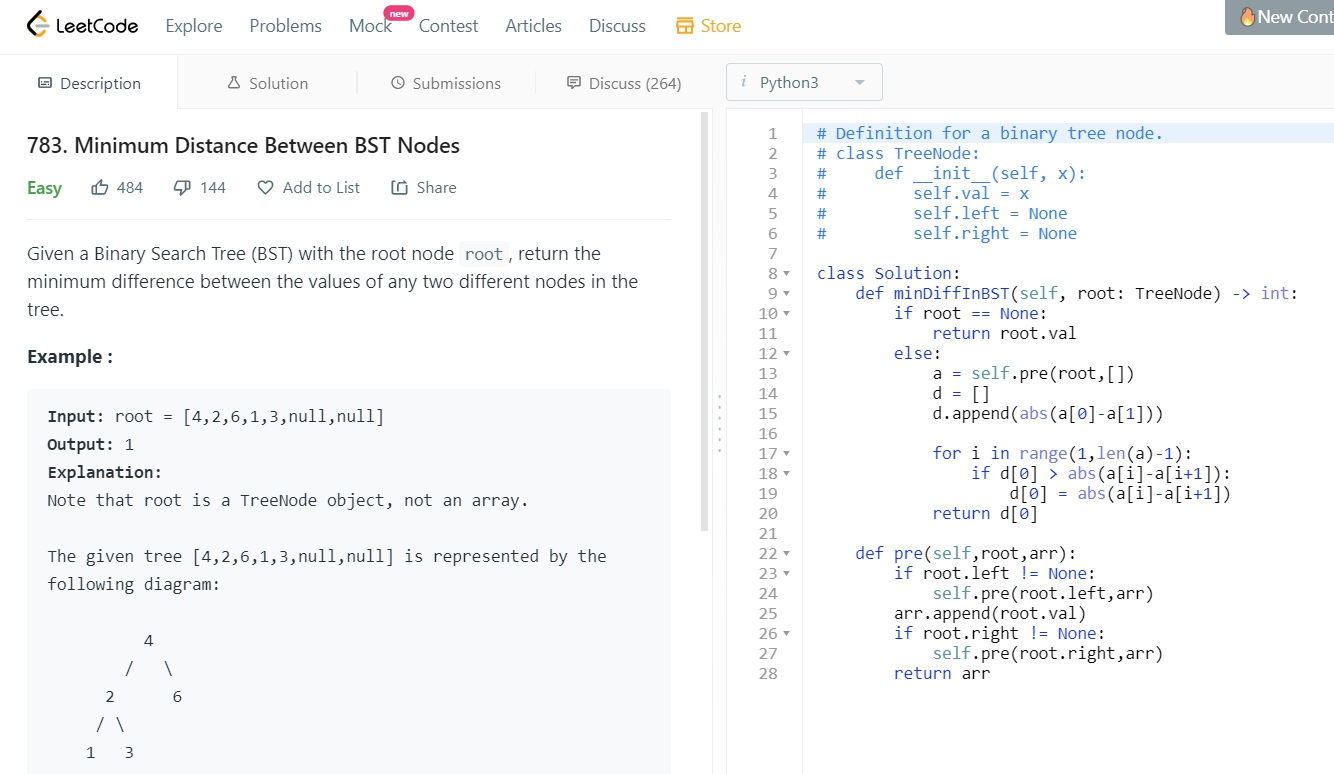 LeetCode Explore Problems Mock new Contest Articles Discuss Store New Cont
Description Solution Submissions Discuss (264) i Python3
783. Minimum Distance Between BST Nodes
Easy 484 144 Add to List Share
Given a Binary Search Tree (BST) with the root node root , return the
minimum difference between the values of any two different nodes in the
tree.
Example :
Input: root = [4,2,6,1,3,null,null]
Output: 1
Explanation:
Note that root is a TreeNode object, not an array.
The given tree [4,2,6,1,3,null,null] is represented by the
following diagram:
4
/ \
2 6
/ \
1 3
1 # Definition for a binary tree node.
2 # class TreeNode:
3 #     def __init__(self, x):
4 #         self.val = x
5 #         self.left = None
6 #         self.right = None
7
8 class Solution:
9     def minDiffInBST(self, root: TreeNode) -> int:
10         if root == None:
11             return root.val
12         else:
13             a = self.pre(root,[])
14             d = []
15             d.append(abs(a[0]-a[1]))
16
17             for i in range(1,len(a)-1):
18                 if d[0] > abs(a[i]-a[i+1]):
19                     d[0] = abs(a[i]-a[i+1])
20             return d[0]
21
22     def pre(self,root,arr):
23         if root.left != None:
24             self.pre(root.left,arr)
25         arr.append(root.val)
26         if root.right != None:
27             self.pre(root.right,arr)
28         return arr